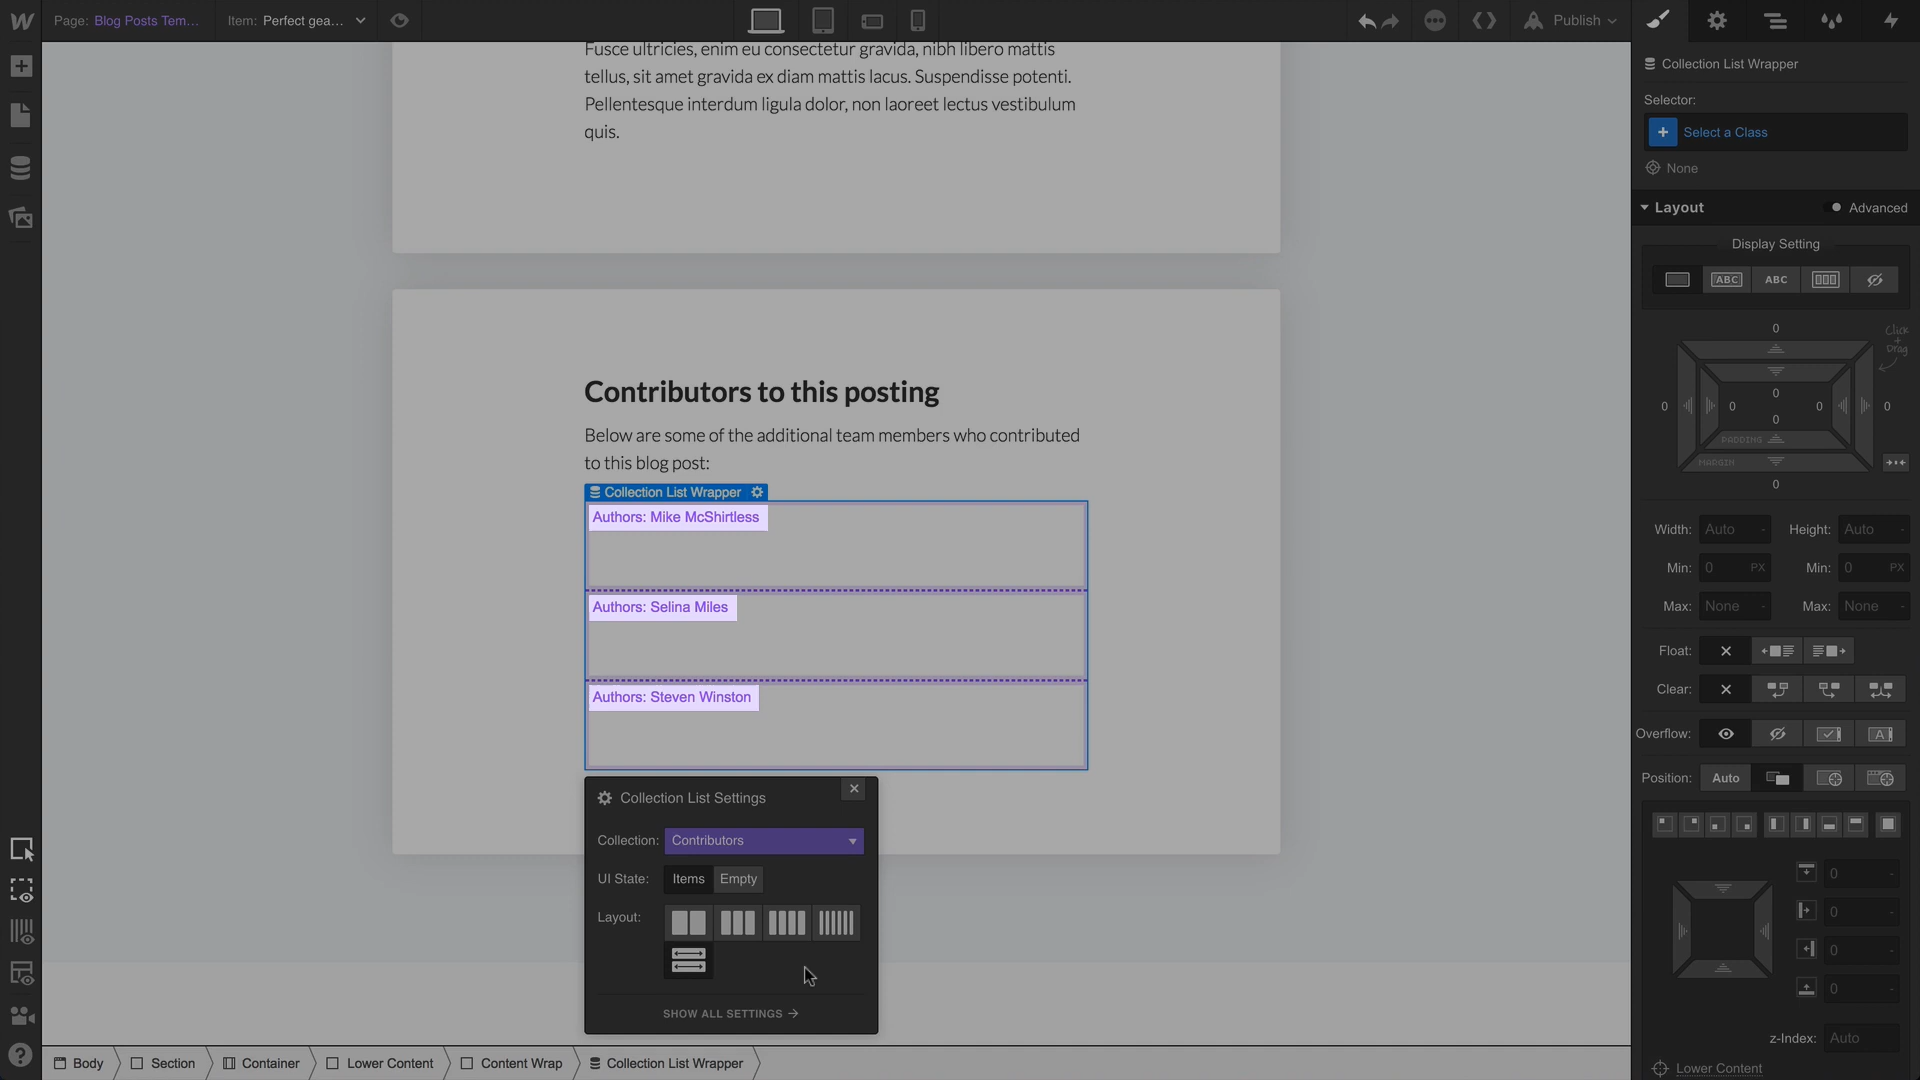 Page: Blog Posts Tem...
Item: Perfect gea...
Publish
Fusce ultricies, enim eu consectetur gravida, nibh libero mattis
tellus, sit amet gravida ex diam mattis lacus. Suspendisse potenti.
Pellentesque interdum ligula dolor, non laoreet lectus vestibulum
quis.
Contributors to this posting
Below are some of the additional team members who contributed
to this blog post:
Collection List Wrapper
Authors: Mike McShirtless
Authors: Selina Miles
Authors: Steven Winston
Collection List Settings
Collection: Contributors
UI State: Items Empty
Layout:
SHOW ALL SETTINGS
Body Section Container Lower Content Content Wrap Collection List Wrapper
Collection List Wrapper
Selector:
+ Select a Class
None
Layout Advanced
Display Setting
ABC ABC
0
Click
+
Drag
0
0 0 0 0
0
PADDING
MARGIN
0
Width: Auto - Height: Auto -
Min: 0 PX Min: 0 PX
Max: None - Max: None -
Float:
Clear:
Overflow: A
Position: Auto
0 -
0 -
0 -
0 -
z-Index: Auto
Lower Content